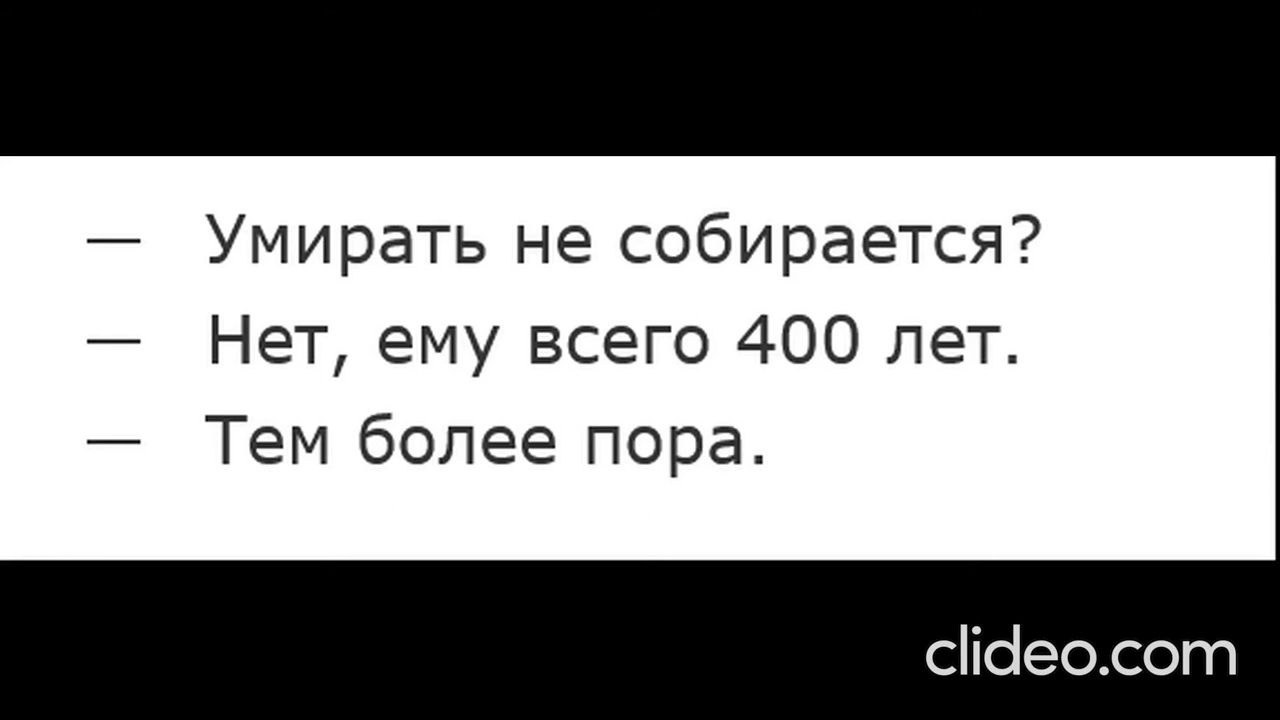 — Умирать не собирается?
— Нет, ему всего 400 лет.
— Тем более пора.
clideo.com